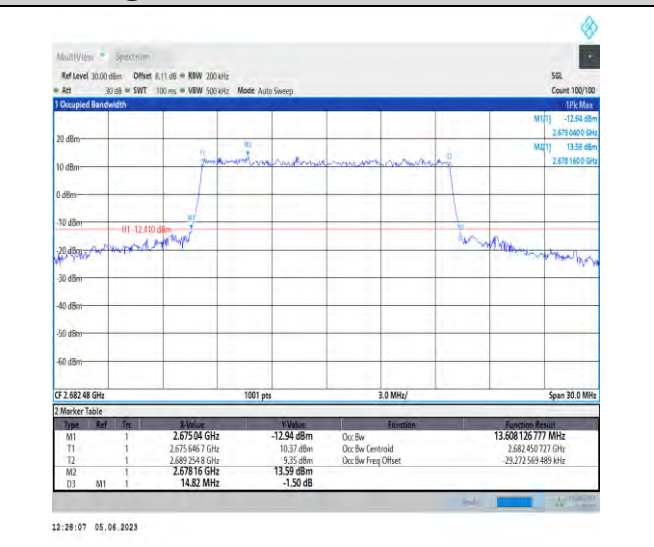 MultiView Spectrum
Ref Level 30.00 dBm Offset 8.11 dB RBW 200 kHz SGL
Att 30 dB SWT 100 ms VBW 500 kHz Mode Auto Sweep Count 100/100
1 Occupied Bandwidth 1Pk Max
M1[1] -12.94 dBm
2.675 0400 GHz
M2[1] 13.59 dBm
2.678 1600 GHz
20 dBm
10 dBm
0 dBm
-10 dBm
H1 -12.410 dBm
-20 dBm
-30 dBm
-40 dBm
-50 dBm
-60 dBm
T1
M2
T2
M1
CF 2.682 48 GHz 1001 pts 3.0 MHz/ Span 30.0 MHz
2 Marker Table
Type Ref Trc X-Value Y-Value Function Function Result
M1 1 2.675 04 GHz -12.94 dBm Occ Bw 13.608 126 777 MHz
T1 1 2.675 646 7 GHz 10.37 dBm Occ Bw Centroid 2.682 450 727 GHz
T2 1 2.689 254 8 GHz 9.35 dBm Occ Bw Freq Offset -29.272 569 489 kHz
M2 1 2.678 16 GHz 13.59 dBm
D3 M1 1 14.82 MHz -1.50 dB
12:28:07 05.06.2023